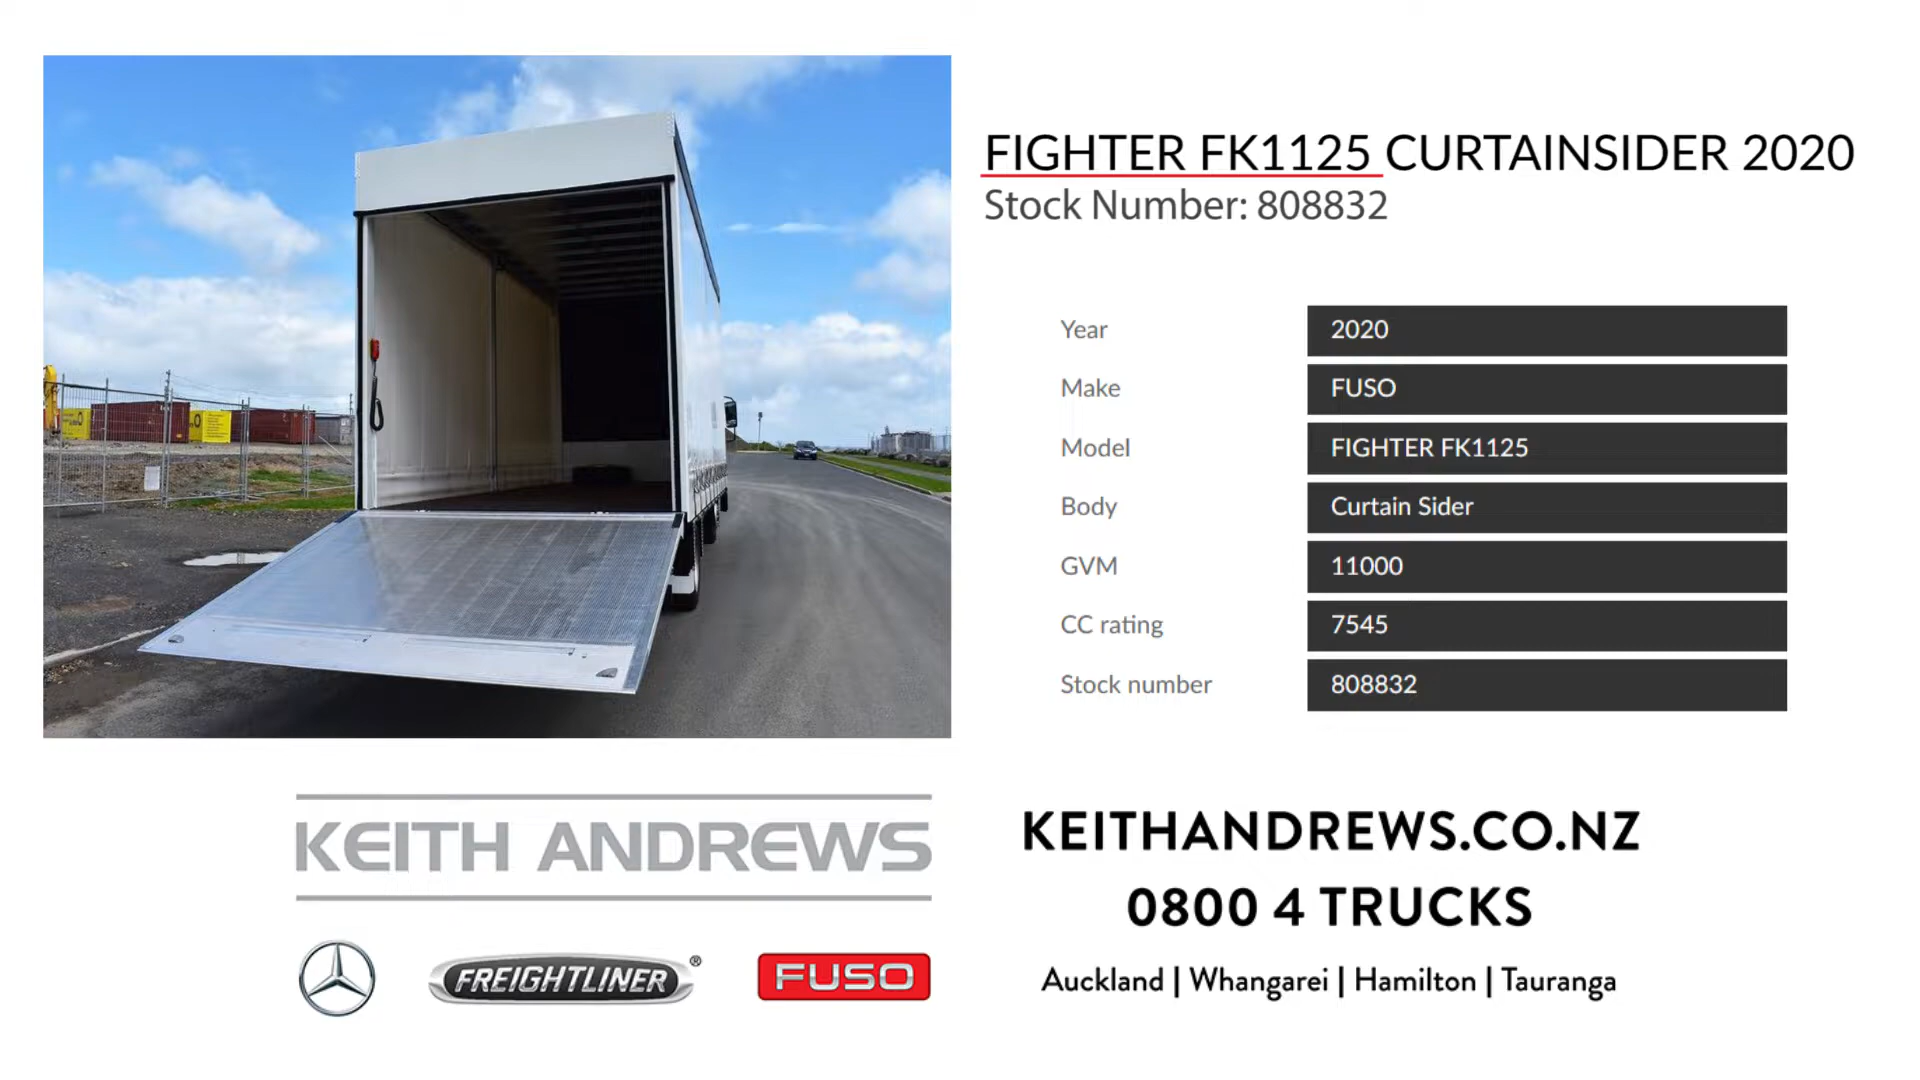 FIGHTER FK1125 CURTAINSIDER 2020
Stock Number: 808832
Year 2020
Make FUSO
Model FIGHTER FK1125
Body Curtain Sider
GVM 11000
CC rating 7545
Stock number 808832
KEITH ANDREWS
FREIGHTLINER®
FUSO
KEITHANDREWS.CO.NZ
0800 4 TRUCKS
Auckland | Whangarei | Hamilton | Tauranga